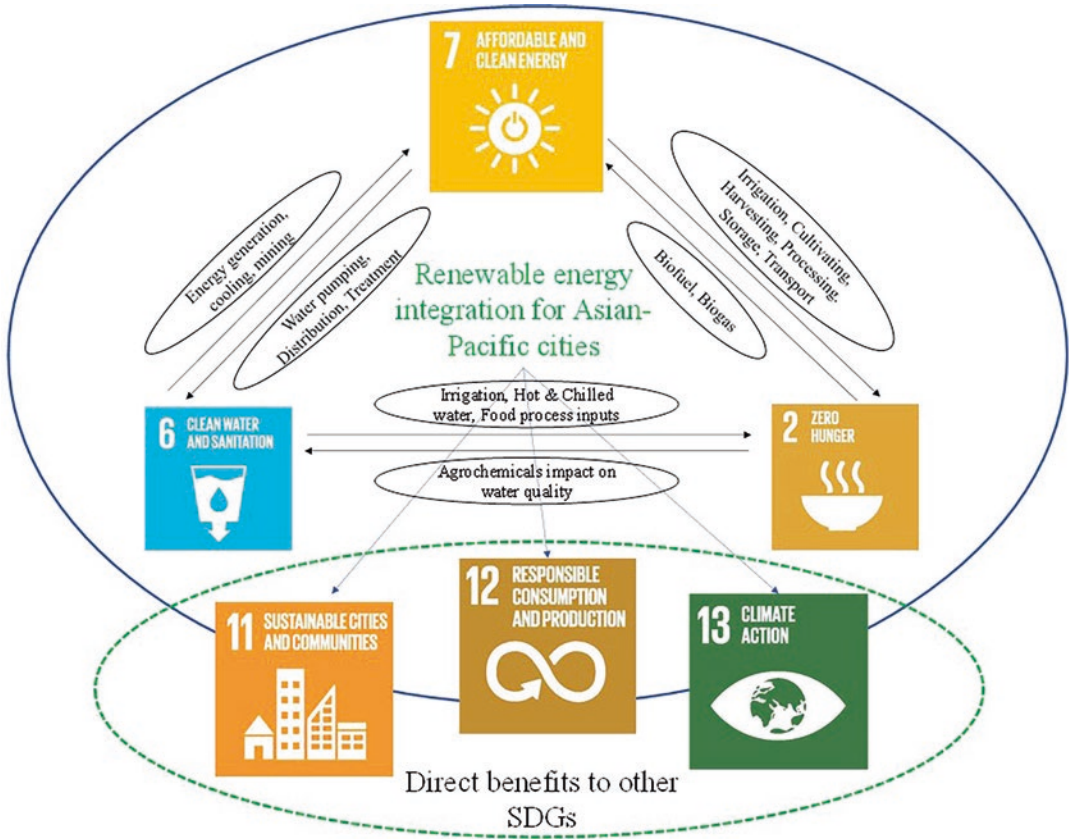 7 AFFORDABLE AND
CLEAN ENERGY
Energy generation,
cooling, mining
Water pumping,
Distribution, Treatment
Renewable energy
integration for Asian-
Pacific cities
Biofuel, Biogas
Irrigation, Cultivating,
Harvesting, Processing,
Storage, Transport
6 CLEAN WATER
AND SANITATION
Irrigation, Hot & Chilled
water, Food process inputs
Agrochemicals impact on
water quality
2 ZERO
HUNGER
11 SUSTAINABLE CITIES
AND COMMUNITIES
12 RESPONSIBLE
CONSUMPTION
AND PRODUCTION
13 CLIMATE
ACTION
Direct benefits to other
SDGs